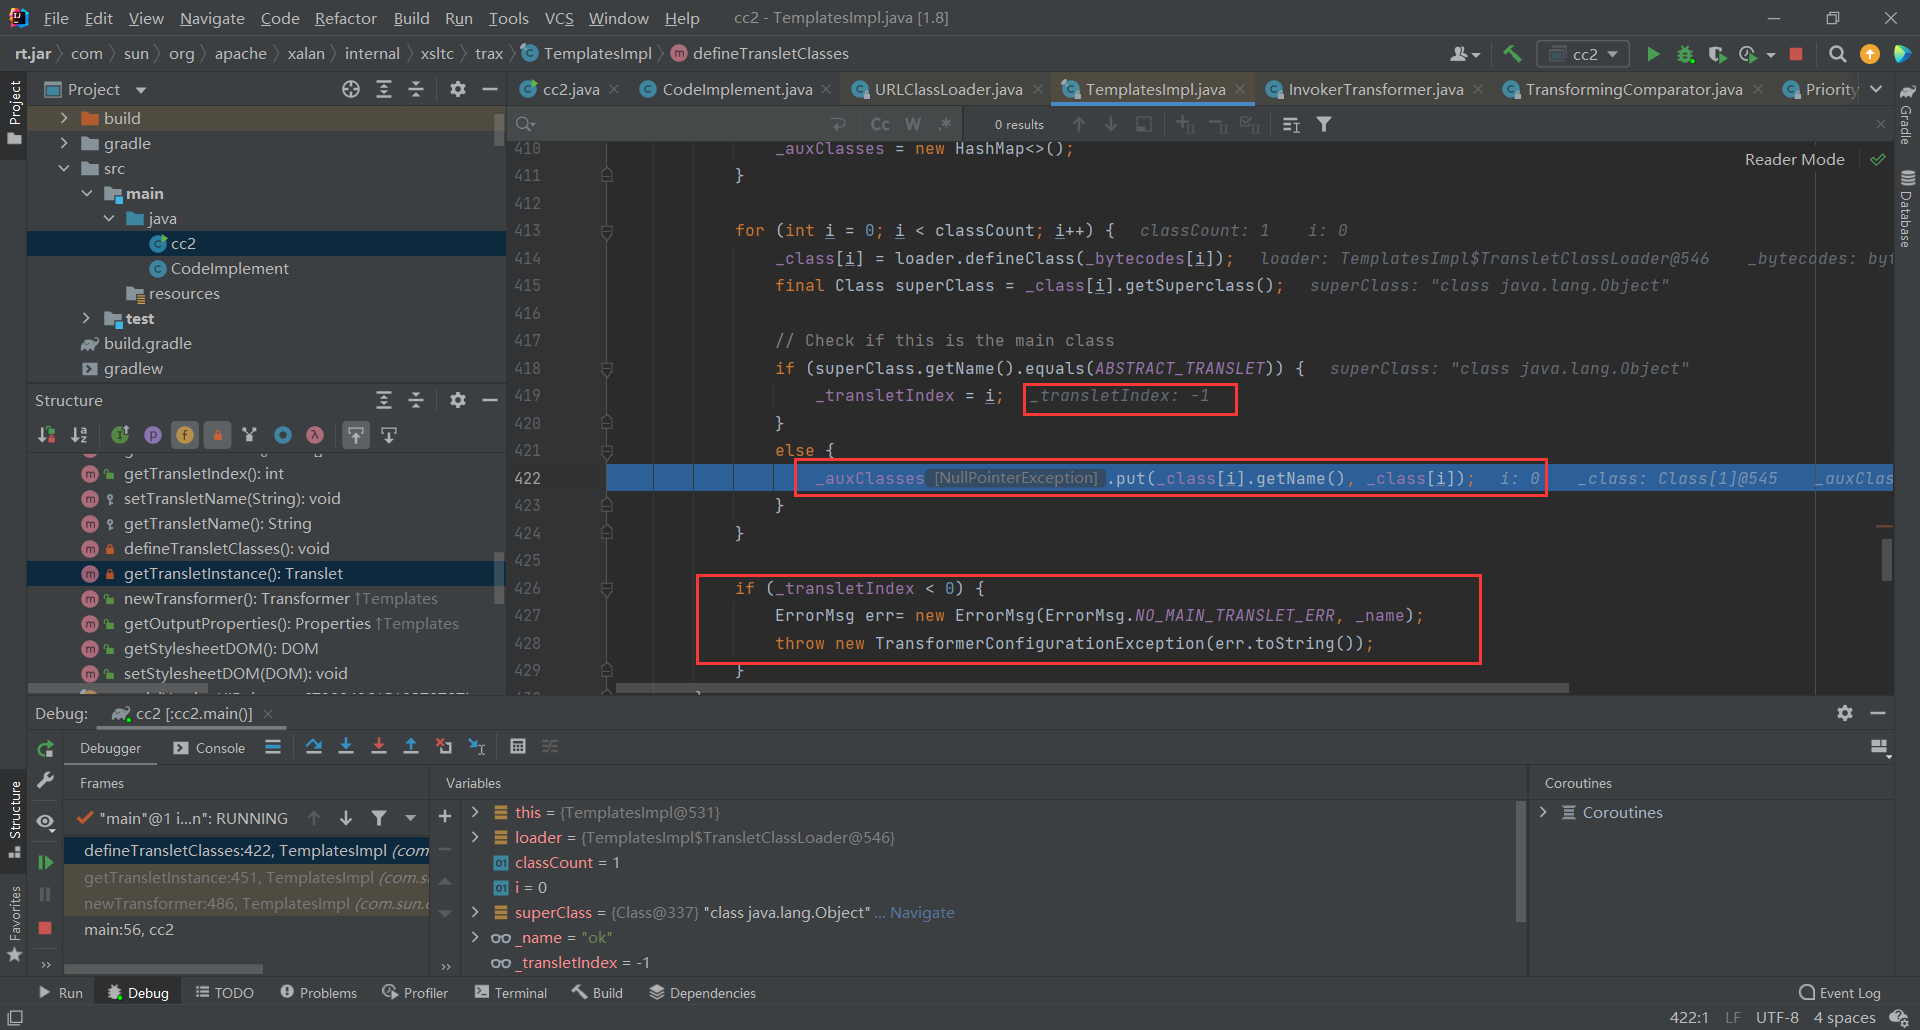 File Edit View Navigate Code Refactor Build Run Tools VCS Window Help cc2 - TemplatesImpl.java [1.8]
rt.jar com sun org apache xalan internal xsltc trax TemplatesImpl defineTransletClasses cc2
Project
cc2.java CodeImplement.java URLClassLoader.java TemplatesImpl.java InvokerTransformer.java TransformingComparator.java Priority
Cc W .* 0 results
Project
build
gradle
src
main
java
cc2
CodeImplement
resources
test
build.gradle
gradlew
Structure
getTransletIndex(): int
setTransletName(String): void
getTransletName(): String
defineTransletClasses(): void
getTransletInstance(): Translet
newTransformer(): Transformer ↑Templates
getOutputProperties(): Properties ↑Templates
getStylesheetDOM(): DOM
setStylesheetDOM(DOM): void
Reader Mode
410 _auxClasses = new HashMap<>();
411 }
412
413 for (int i = 0; i < classCount; i++) { classCount: 1 i: 0
414 _class[i] = loader.defineClass(_bytecodes[i]); loader: TemplatesImpl$TransletClassLoader@546 _bytecodes: byt
415 final Class superClass = _class[i].getSuperclass(); superClass: "class java.lang.Object"
416
417 // Check if this is the main class
418 if (superClass.getName().equals(ABSTRACT_TRANSLET)) { superClass: "class java.lang.Object"
419 _transletIndex = i; _transletIndex: -1
420 }
421 else {
422 _auxClasses [NullPointerException] .put(_class[i].getName(), _class[i]); i: 0 _class: Class[1]@545 _auxClas
423 }
424 }
425
426 if (_transletIndex < 0) {
427 ErrorMsg err= new ErrorMsg(ErrorMsg.NO_MAIN_TRANSLET_ERR, _name);
428 throw new TransformerConfigurationException(err.toString());
429 }
Gradle
Database
Debug: cc2 [:cc2.main()]
Debugger Console
Frames
"main"@1 i...n": RUNNING
defineTransletClasses:422, TemplatesImpl (com
getTransletInstance:451, TemplatesImpl (com.su
newTransformer:486, TemplatesImpl (com.sun.
main:56, cc2
Variables
this = {TemplatesImpl@531}
loader = {TemplatesImpl$TransletClassLoader@546}
classCount = 1
i = 0
superClass = {Class@337} "class java.lang.Object" ... Navigate
_name = "ok"
_transletIndex = -1
Coroutines
Coroutines
Structure
Favorites
Run Debug TODO Problems Profiler Terminal Build Dependencies Event Log
422:1 LF UTF-8 4 spaces